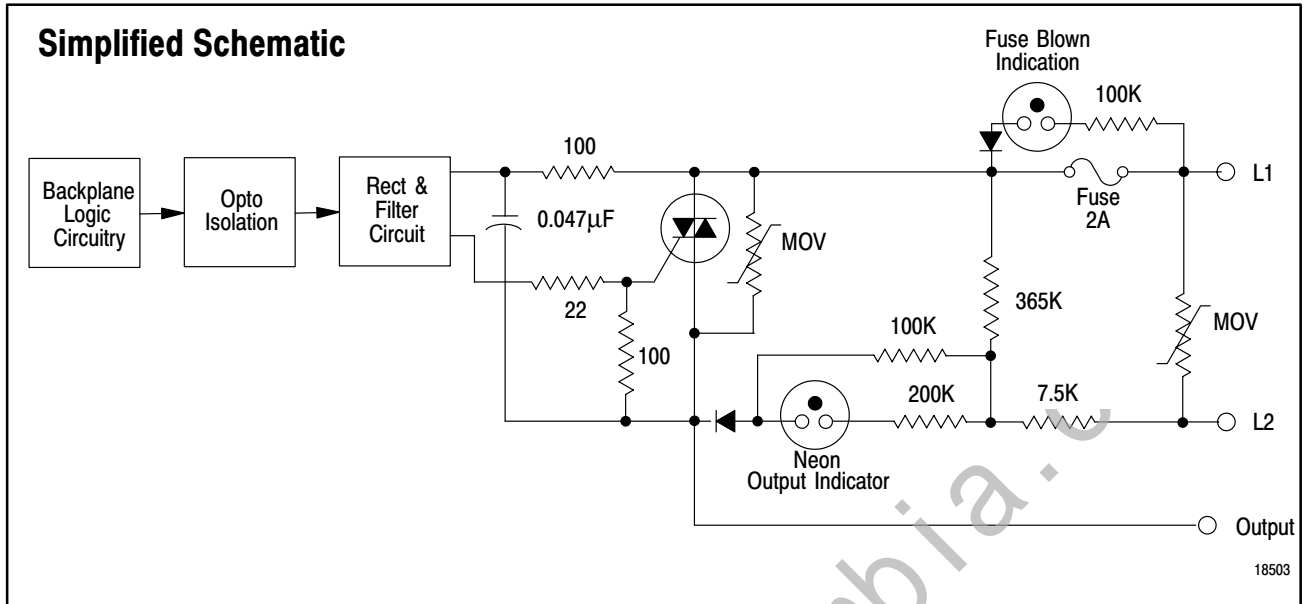 Simplified Schematic
Fuse Blown
Indication
100K
100
Backplane
Logic
Circuitry
Opto
Isolation
Rect &
Filter
Circuit
0.047µF
MOV
Fuse
2A
L1
22
100
365K
MOV
100K
200K
7.5K
L2
Neon
Output Indicator
Output
18503
mbia.